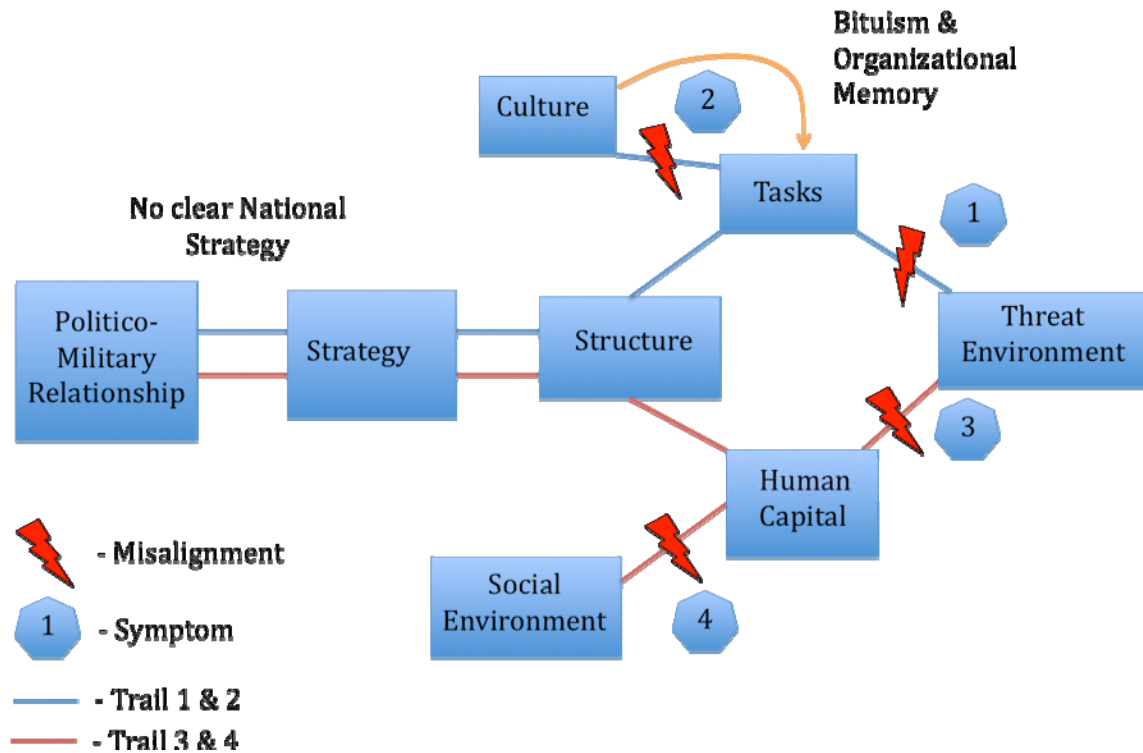 Bituism &
Organizational
Memory
Culture
2
Tasks
1
No clear National
Strategy
Politico-
Military
Relationship
Strategy
Structure
Threat
Environment
3
Human
Capital
- Misalignment
Social
Environment
4
1
- Symptom
- Trail 1 & 2
- Trail 3 & 4